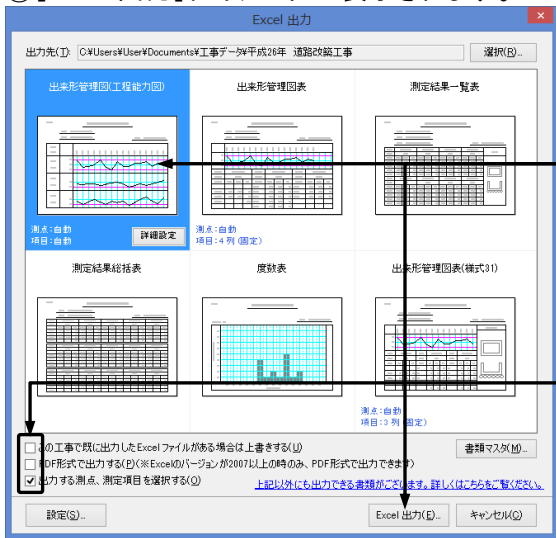 Excel 出力
出力先(T): C:¥Users¥User¥Documents¥工事データ¥平成26年 道路改築工事
選択(R)...
出来形管理図(工程能力図)
出来形管理図表
測定結果一覧表
測点:自動
項目:自動
詳細設定
測点:自動
項目:4 列 (固定)
測定結果総括表
度数表
出来形管理図表(様式31)
測点:自動
項目:3 列 (固定)
この工事で既に出力したExcel ファイルがある場合は上書きする(U)
PDF形式で出力する(P)(※Excelのバージョンが2007以上の時のみ、PDF形式で出力できます)
出力する測点、測定項目を選択する(O)
書類マスタ(M)...
上記以外にも出力できる書類がございます。詳しくはこちらをご覧ください。
設定(S)...
Excel 出力(E)...
キャンセル(C)